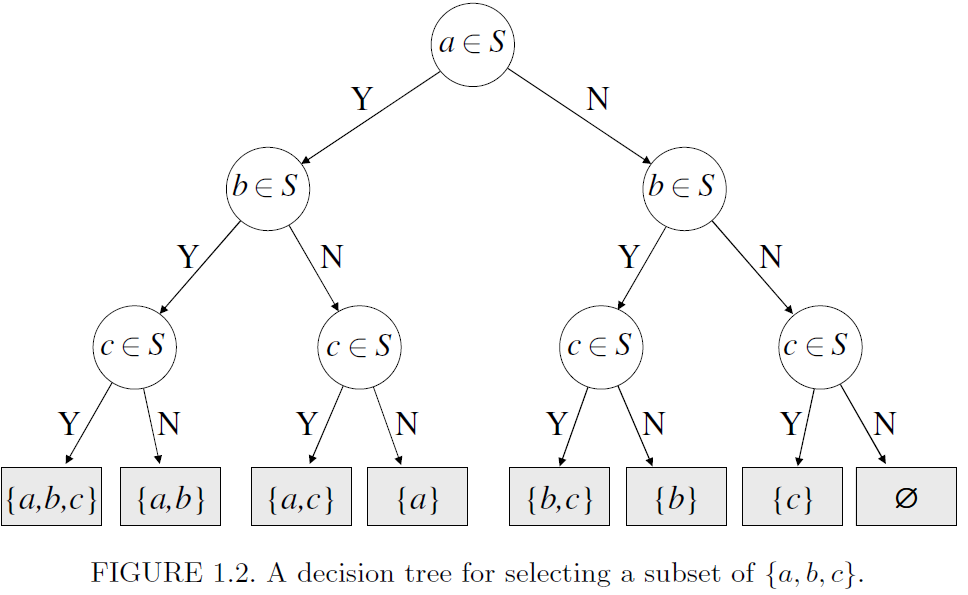 a ∈ S
Y N
b ∈ S b ∈ S
Y N Y N
c ∈ S c ∈ S c ∈ S c ∈ S
Y N Y N Y N Y N
{a,b,c} {a,b} {a,c} {a} {b,c} {b} {c} ∅
FIGURE 1.2. A decision tree for selecting a subset of {a, b, c}.